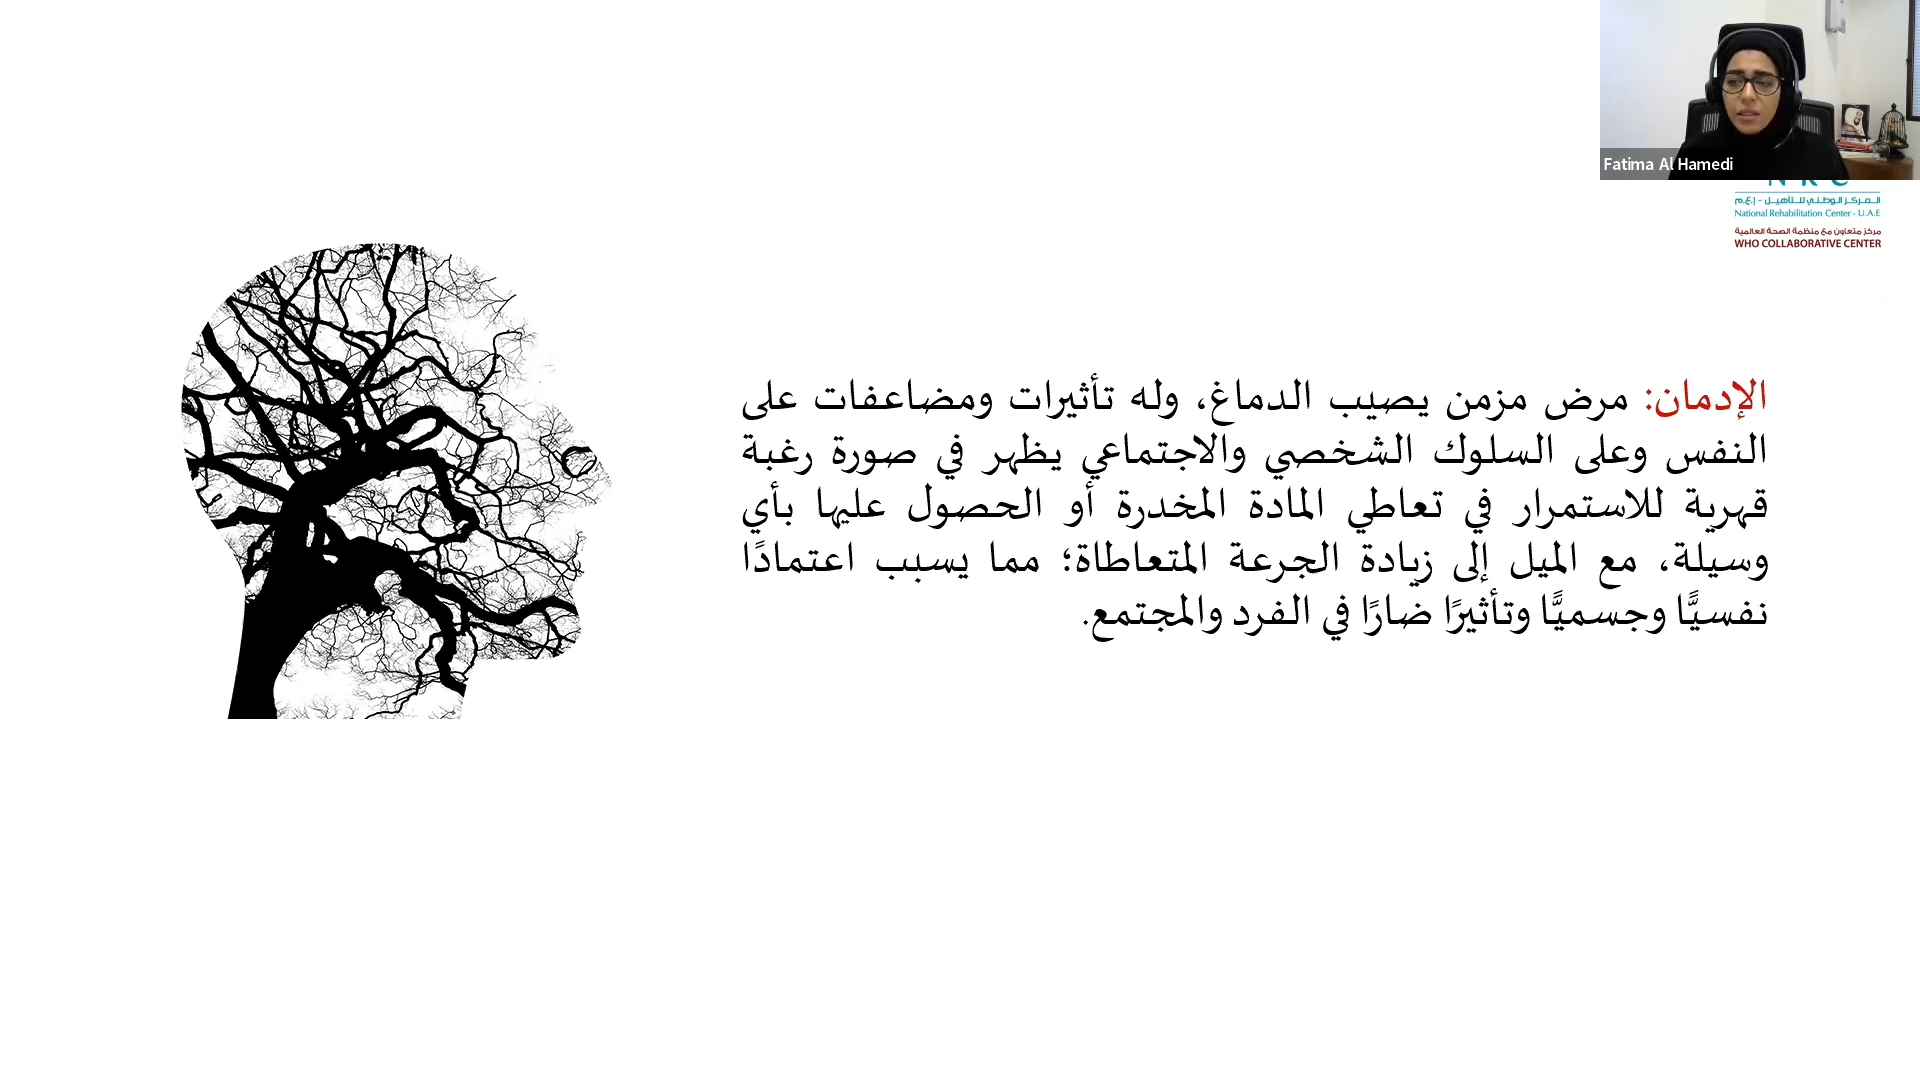 Fatima Al Hamedi
N R C
المركز الوطني للتأهيل - إ.ع.م
National Rehabilitation Center - U.A.E
مركز متعاون مع منظمة الصحة العالمية
WHO COLLABORATIVE CENTER
الإدمان: مرض مزمن يصيب الدماغ، وله تأثيرات ومضاعفات على
النفس وعلى السلوك الشخصي والاجتماعي يظهر في صورة رغبة
قهرية للاستمرار في تعاطي المادة المخدرة أو الحصول عليها بأي
وسيلة، مع الميل إلى زيادة الجرعة المتعاطاة؛ مما يسبب اعتمادًا
نفسيًّا وجسميًّا وتأثيرًا ضارًا في الفرد والمجتمع.